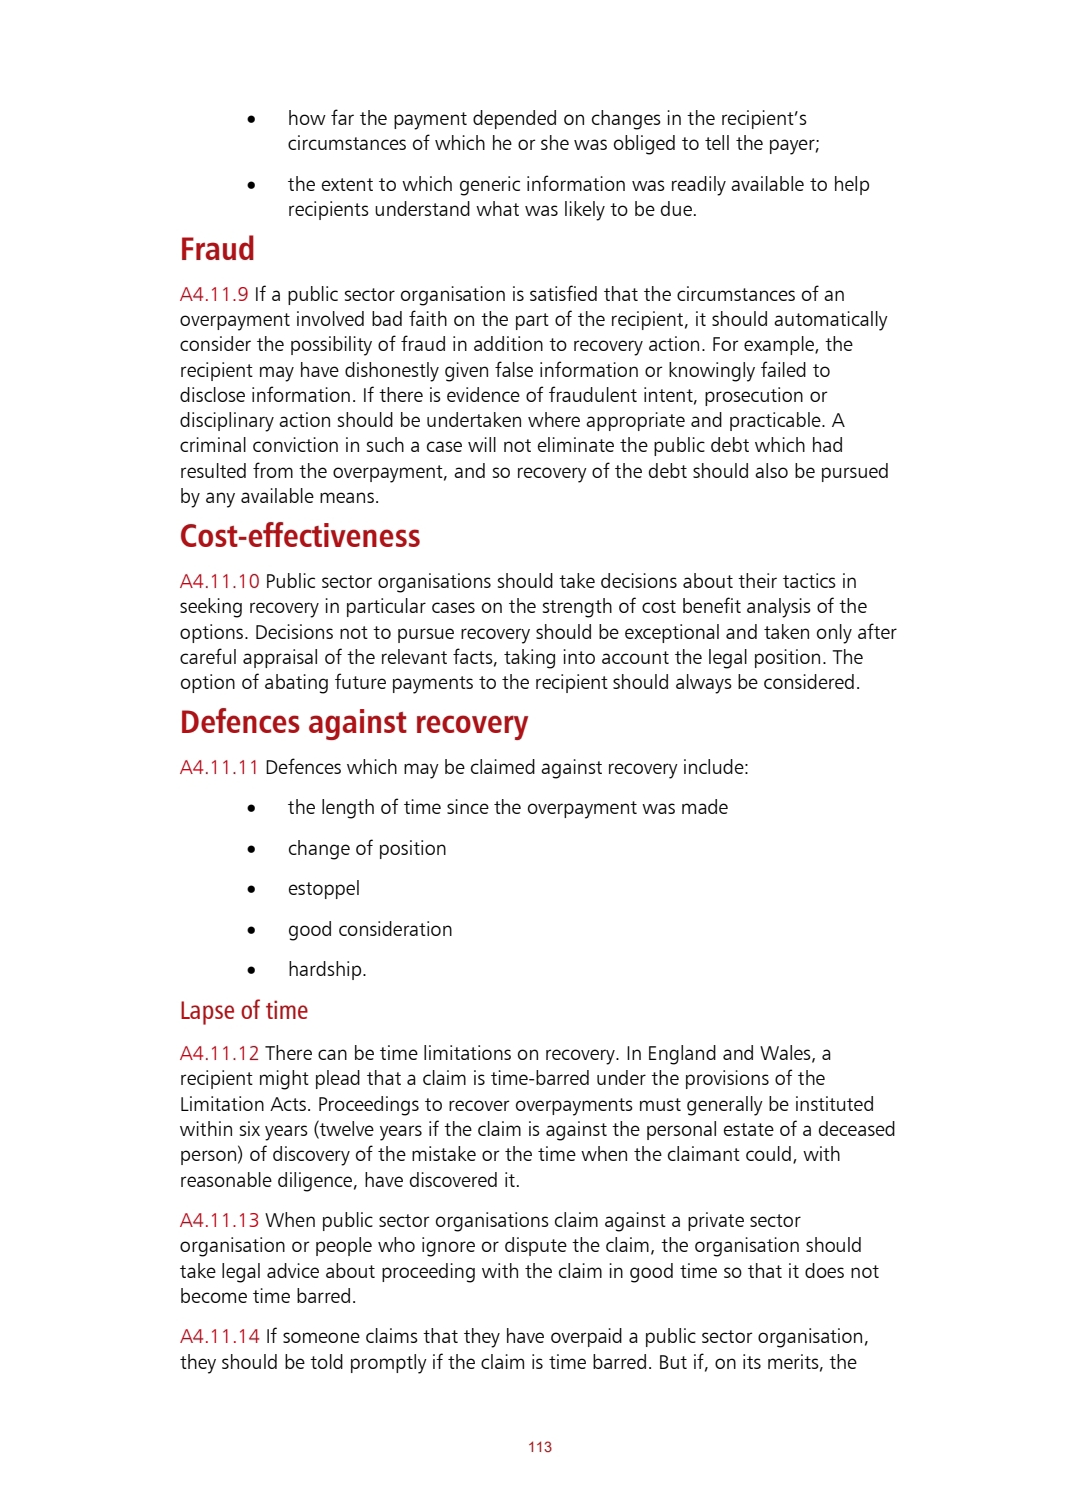 • how far the payment depended on changes in the recipient’s
circumstances of which he or she was obliged to tell the payer;
• the extent to which generic information was readily available to help
recipients understand what was likely to be due.
Fraud
A4.11.9 If a public sector organisation is satisfied that the circumstances of an
overpayment involved bad faith on the part of the recipient, it should automatically
consider the possibility of fraud in addition to recovery action. For example, the
recipient may have dishonestly given false information or knowingly failed to
disclose information. If there is evidence of fraudulent intent, prosecution or
disciplinary action should be undertaken where appropriate and practicable. A
criminal conviction in such a case will not eliminate the public debt which had
resulted from the overpayment, and so recovery of the debt should also be pursued
by any available means.
Cost-effectiveness
A4.11.10 Public sector organisations should take decisions about their tactics in
seeking recovery in particular cases on the strength of cost benefit analysis of the
options. Decisions not to pursue recovery should be exceptional and taken only after
careful appraisal of the relevant facts, taking into account the legal position. The
option of abating future payments to the recipient should always be considered.
Defences against recovery
A4.11.11 Defences which may be claimed against recovery include:
• the length of time since the overpayment was made
• change of position
• estoppel
• good consideration
• hardship.
Lapse of time
A4.11.12 There can be time limitations on recovery. In England and Wales, a
recipient might plead that a claim is time-barred under the provisions of the
Limitation Acts. Proceedings to recover overpayments must generally be instituted
within six years (twelve years if the claim is against the personal estate of a deceased
person) of discovery of the mistake or the time when the claimant could, with
reasonable diligence, have discovered it.
A4.11.13 When public sector organisations claim against a private sector
organisation or people who ignore or dispute the claim, the organisation should
take legal advice about proceeding with the claim in good time so that it does not
become time barred.
A4.11.14 If someone claims that they have overpaid a public sector organisation,
they should be told promptly if the claim is time barred. But if, on its merits, the
113